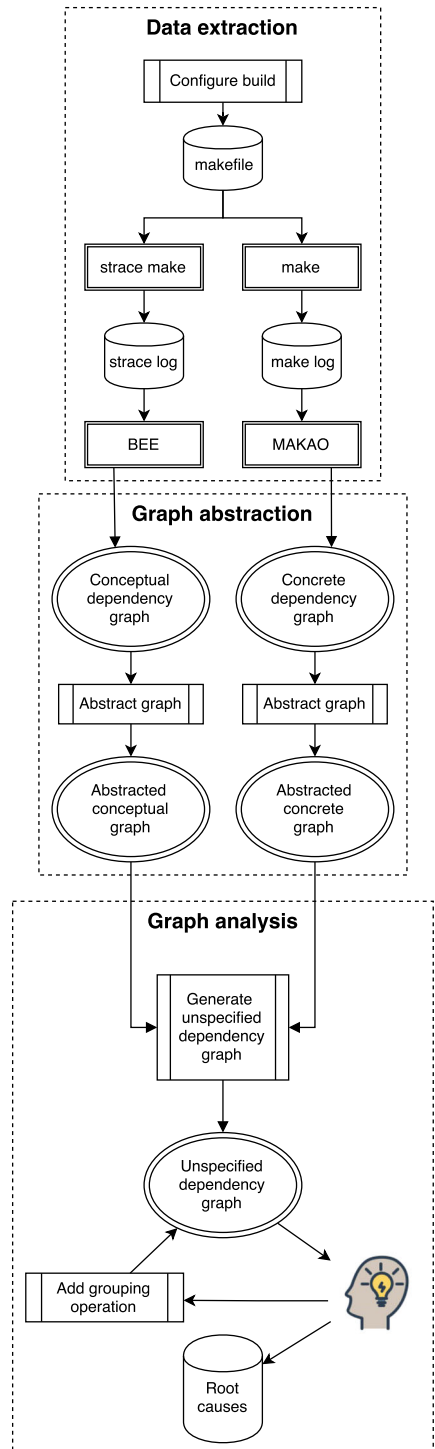 Data extraction
Configure build
makefile
strace make
make
strace log
make log
BEE
MAKAO
Graph abstraction
Conceptual
dependency
graph
Concrete
dependency
graph
Abstract graph
Abstract graph
Abstracted
conceptual
graph
Abstracted
concrete
graph
Graph analysis
Generate
unspecified
dependency
graph
Unspecified
dependency
graph
Add grouping
operation
Root
causes